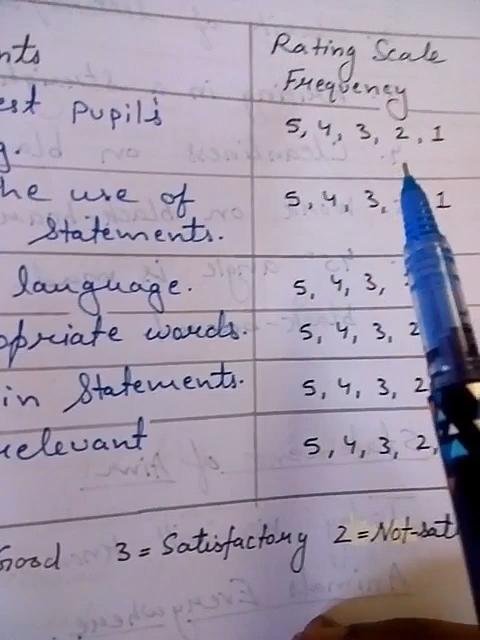 nts
Rating Scale
Frequency
est Pupil's
5, 4, 3, 2, 1
g.
he use of
5, 4, 3, 1
Statements.
language.
5, 4, 3,
opriate words.
5, 4, 3, 2
in Statements.
5, 4, 3, 2
relevant
5, 4, 3, 2,
Good 3 = Satisfactory 2 = Not-sat